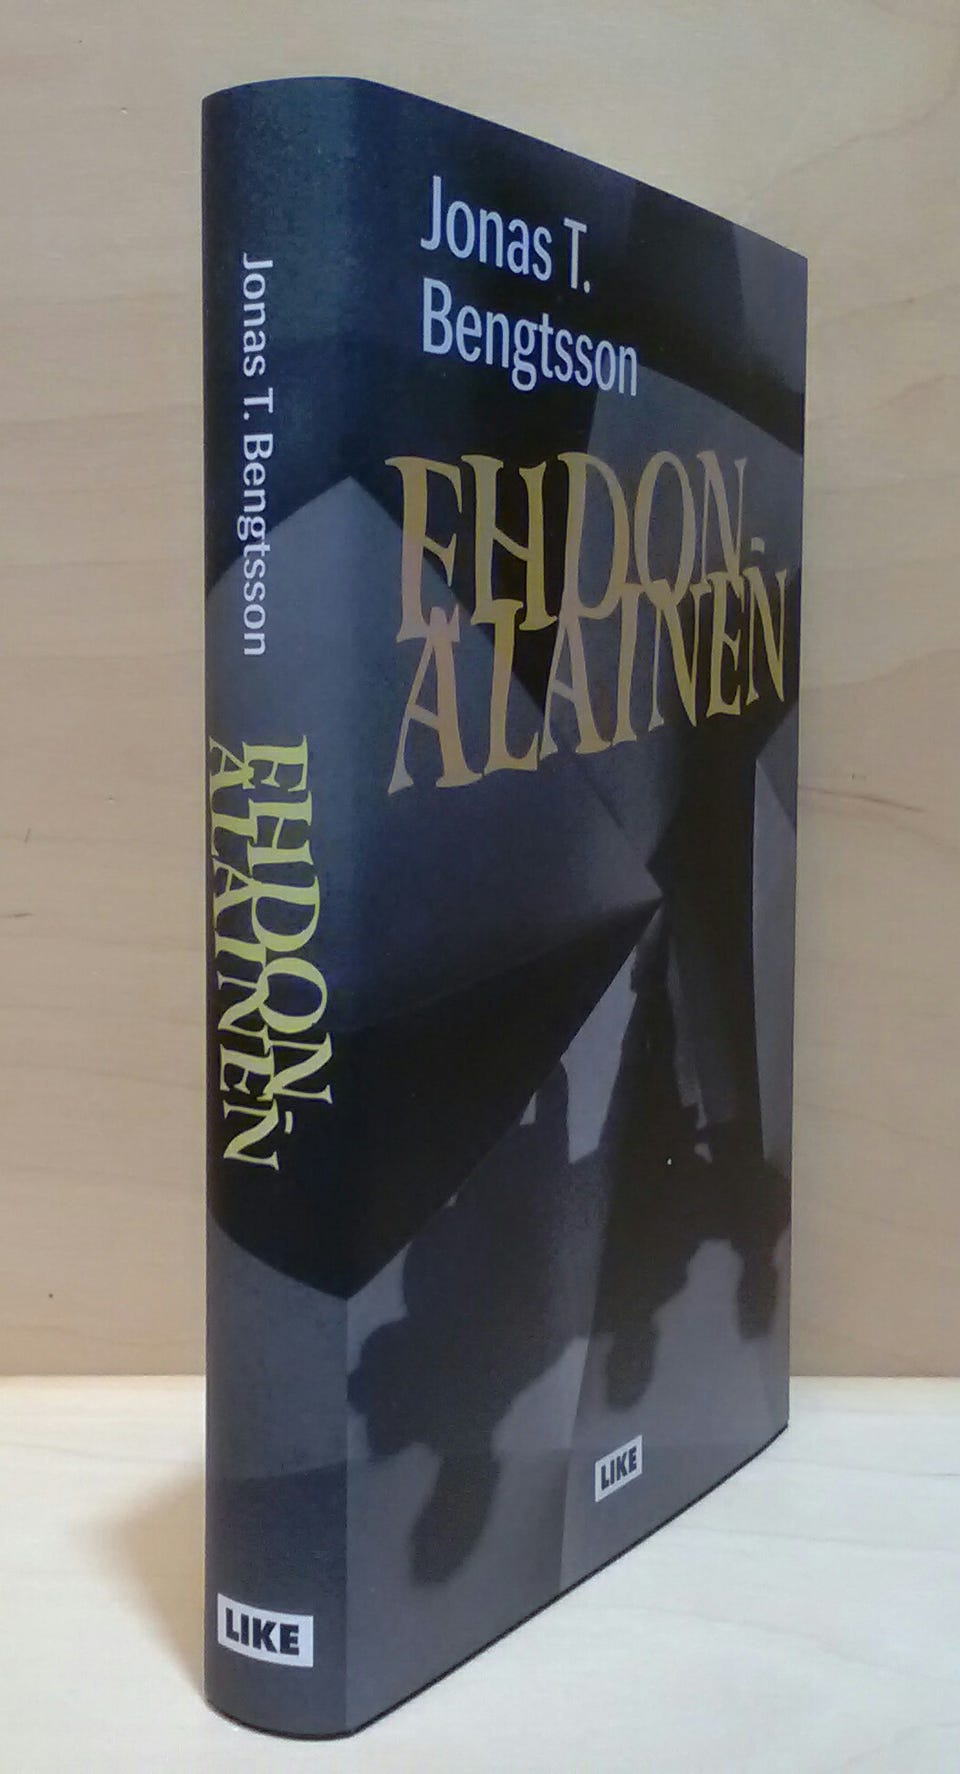 Jonas T. Bengtsson
EHDON-
ALAINEN
LIKE
Jonas T.
Bengtsson
EHDON-
ALAINEN
LIKE